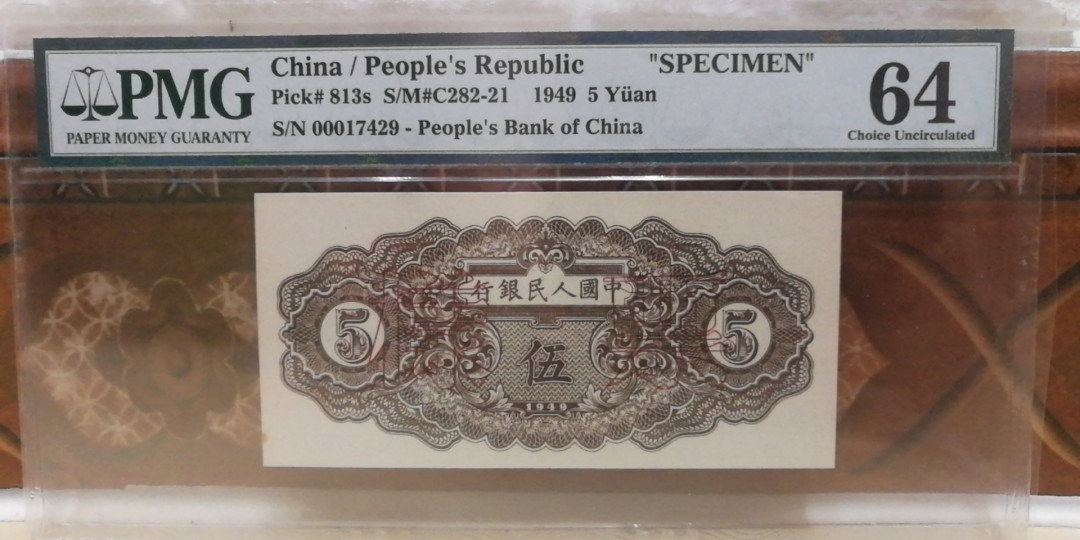 PMG
PAPER MONEY GUARANTY
China / People's Republic "SPECIMEN"
Pick# 813s S/M#C282-21 1949 5 Yüan
S/N 00017429 - People's Bank of China
64
Choice Uncirculated
行銀民人國中
5 5
伍
1949